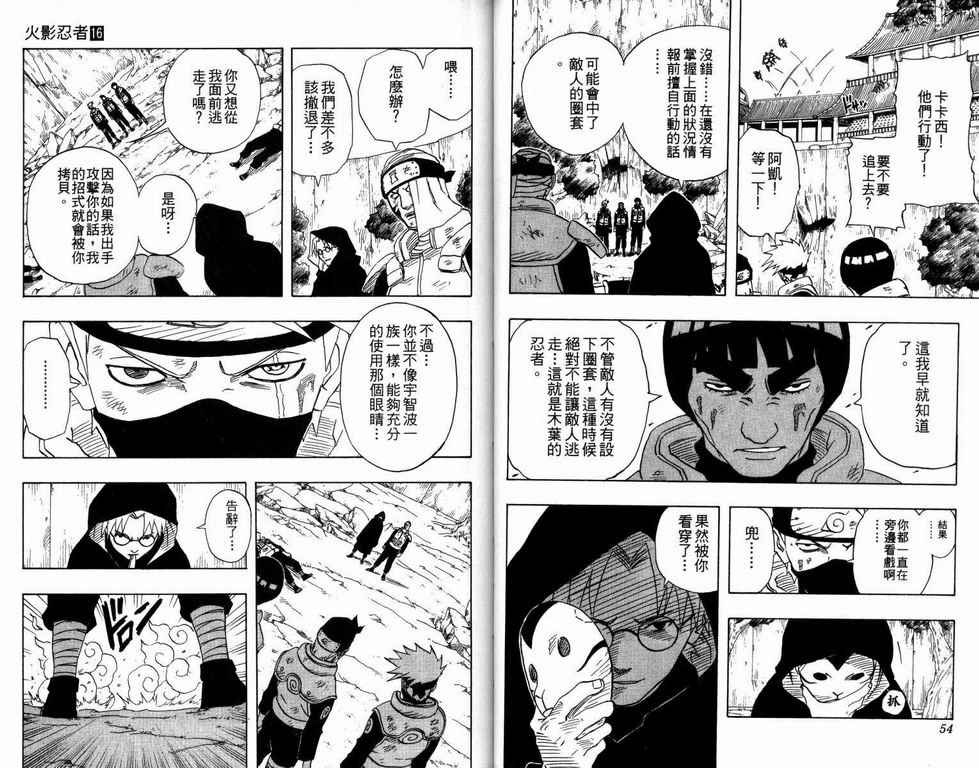 卡卡西！
他們行動了！
要不要
追上去？
阿凱！
等一下！
沒錯……在還沒有
掌握上面的狀況情
報前擅自行動的話
……
可能會中了
敵人的圈套
。
這我早就知道
了。
不管敵人有沒有設
下圈套，這種時候
絕對不能讓敵人逃
走…這就是木葉的
忍者。
結果
你都一直在
旁邊看戲啊
……
兜……
抓
果然被你
看穿了…
54
火影忍者16
喂…
怎麼辦？
我們差不多
該撤退了…
你又想從
我面前逃
走了嗎？
是呀…
因為如果我出手
攻擊你的話，我
的招式就會被你
拷貝。
不過…
你並不像宇智波一
族一樣，能夠充分
的使用那個眼睛…
………
告辭了…
ドロン